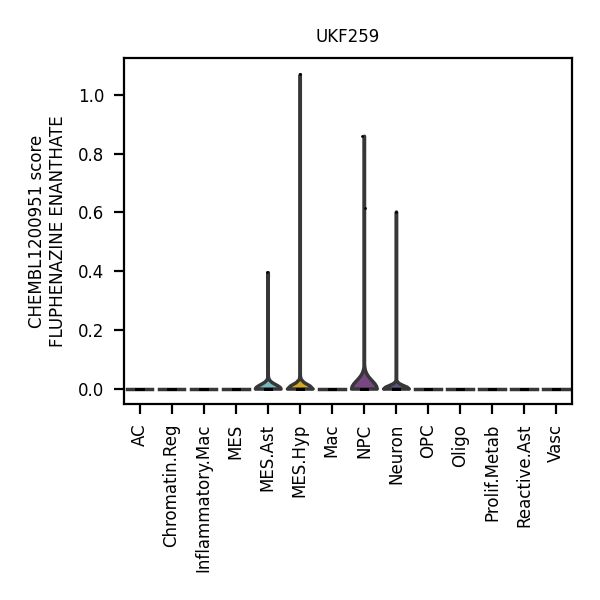 UKF259
CHEMBL1200951 score
FLUPHENAZINE ENANTHATE
1.0
0.8
0.6
0.4
0.2
0.0
AC
Chromatin.Reg
Inflammatory.Mac
MES
MES.Ast
MES.Hyp
Mac
NPC
Neuron
OPC
Oligo
Prolif.Metab
Reactive.Ast
Vasc